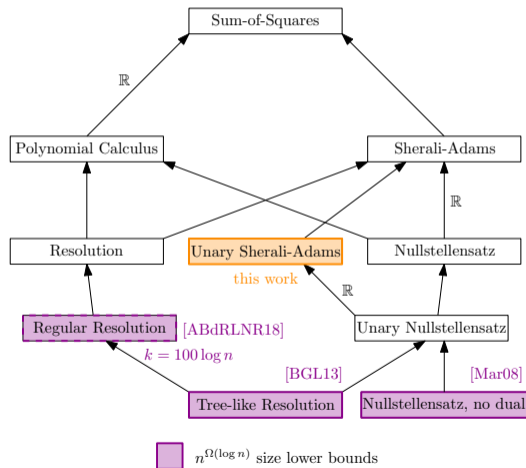 Sum-of-Squares
ℝ
Polynomial Calculus
Sherali-Adams
ℝ
Resolution
Unary Sherali-Adams
Nullstellensatz
this work
ℝ
Regular Resolution
[ABdRLNR18]
Unary Nullstellensatz
k = 100 log n
[BGL13]
[Mar08]
Tree-like Resolution
Nullstellensatz, no dual
n^{Ω(log n)} size lower bounds